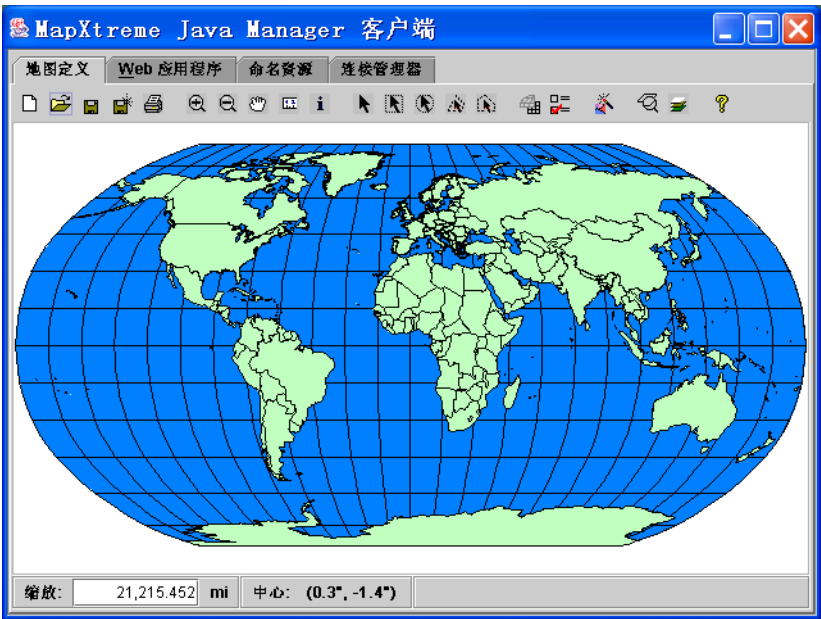 MapXtreme Java Manager 客户端
地图定义 Web 应用程序 命名资源 连接管理器
缩放: 21,215.452 mi 中心: (0.3°, -1.4°)